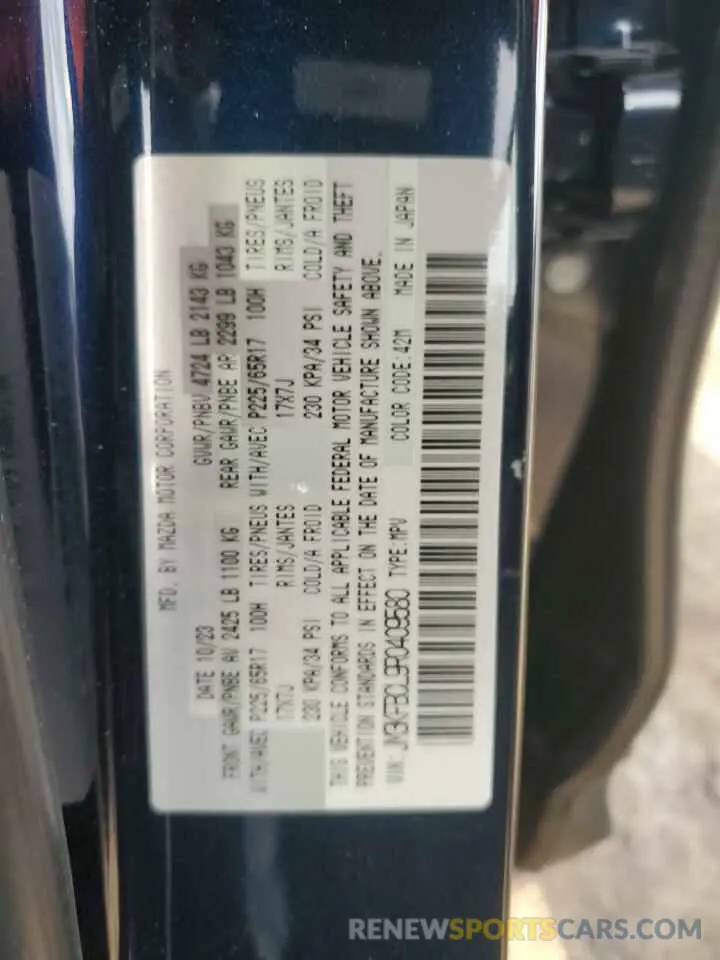 MFD. BY MAZDA MOTOR CORPORATION
DATE 10/23 GVWR/PNBV 4724 LB 2143 KG
FRONT GAWR/PNBE AV 2425 LB 1100 KG REAR GAWR/PNBE AR 2299 LB 1043 KG
WITH/AVEC P225/65R17 100H TIRES/PNEUS WITH/AVEC P225/65R17 100H TIRES/PNEUS
17X7J RIMS/JANTES 17X7J RIMS/JANTES
230 KPA/34 PSI COLD/A FROID 230 KPA/34 PSI COLD/A FROID
THIS VEHICLE CONFORMS TO ALL APPLICABLE FEDERAL MOTOR VEHICLE SAFETY AND THEFT
PREVENTION STANDARDS IN EFFECT ON THE DATE OF MANUFACTURE SHOWN ABOVE.
VIN: JM3KFBCL9P0409580 TYPE:MPV COLOR CODE:42M MADE IN JAPAN
RENEWSPORTSCARS.COM